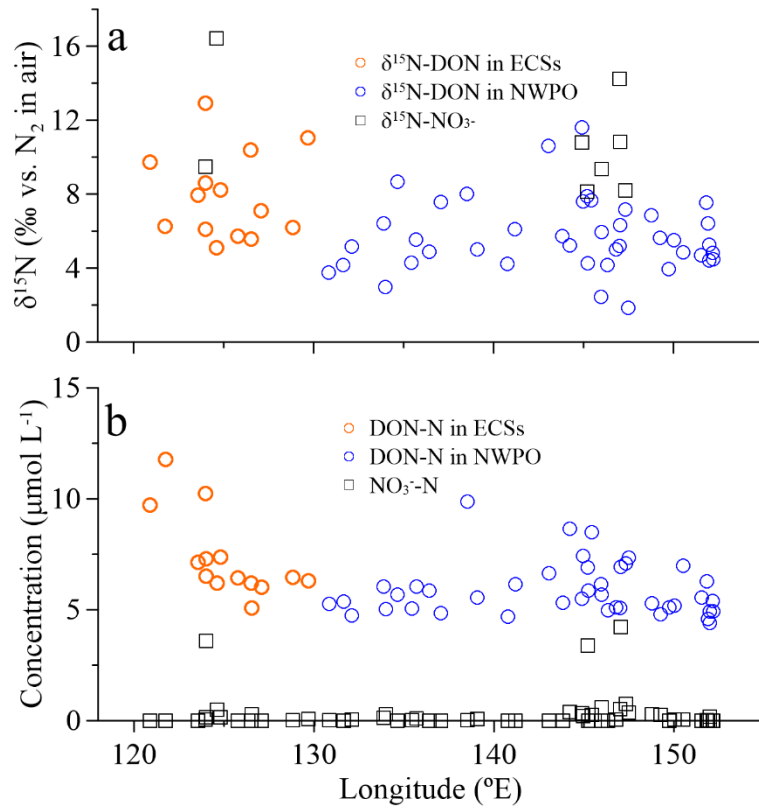 a
δ¹⁵N-DON in ECSs
δ¹⁵N-DON in NWPO
δ¹⁵N-NO₃-
16
12
8
4
0
δ¹⁵N (‰ vs. N₂ in air)
b
DON-N in ECSs
DON-N in NWPO
NO₃⁻-N
15
10
5
0
Concentration (μmol L⁻¹)
120 130 140 150
Longitude (ºE)